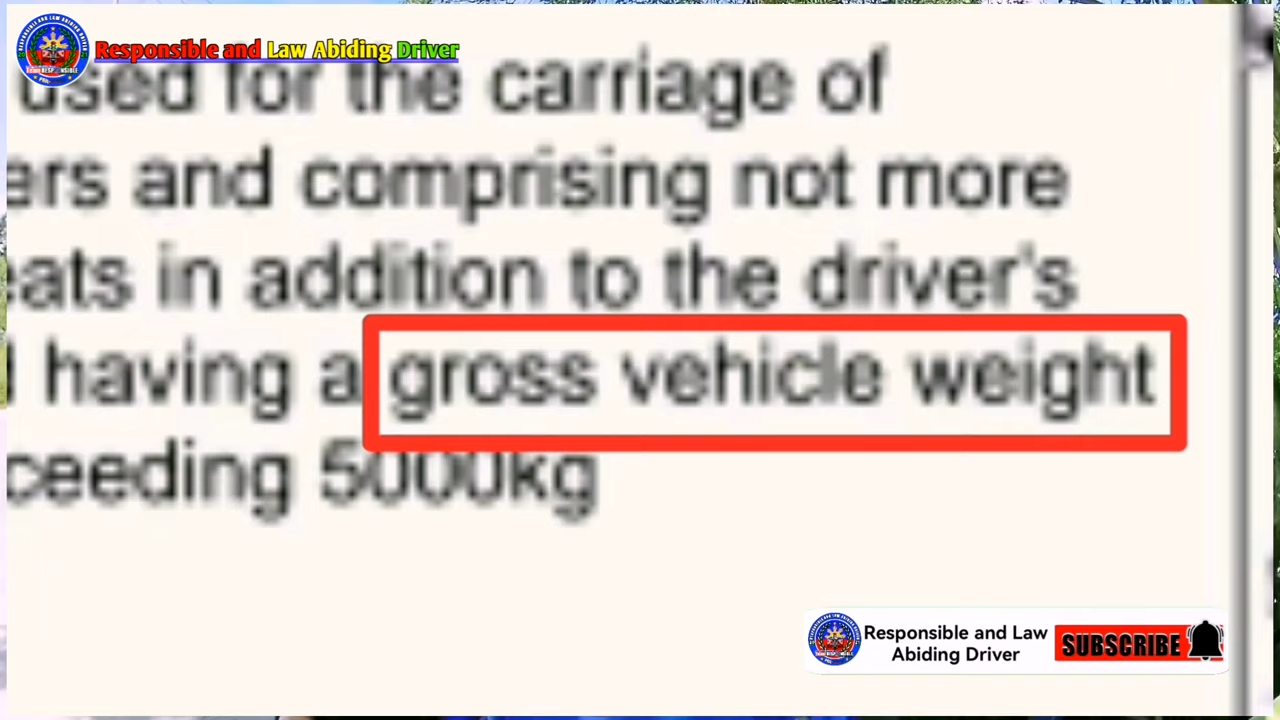 Responsible and Law Abiding Driver
used for the carriage of
ers and comprising not more
eats in addition to the driver's
having a gross vehicle weight
ceeding 5000kg
Responsible and Law
Abiding Driver
SUBSCRIBE